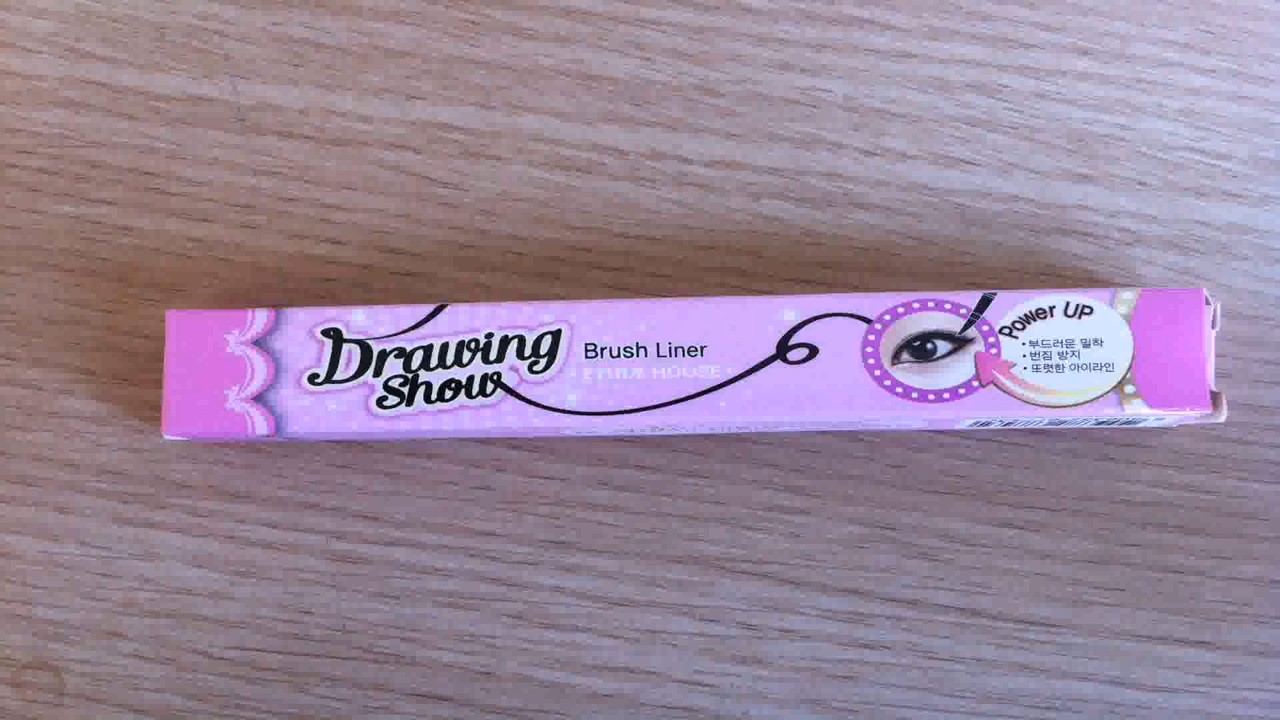 Drawing
Show
Brush Liner
ETUDE HOUSE
Power UP
• 부드러운 밀착
• 번짐 방지
• 또렷한 아이라인